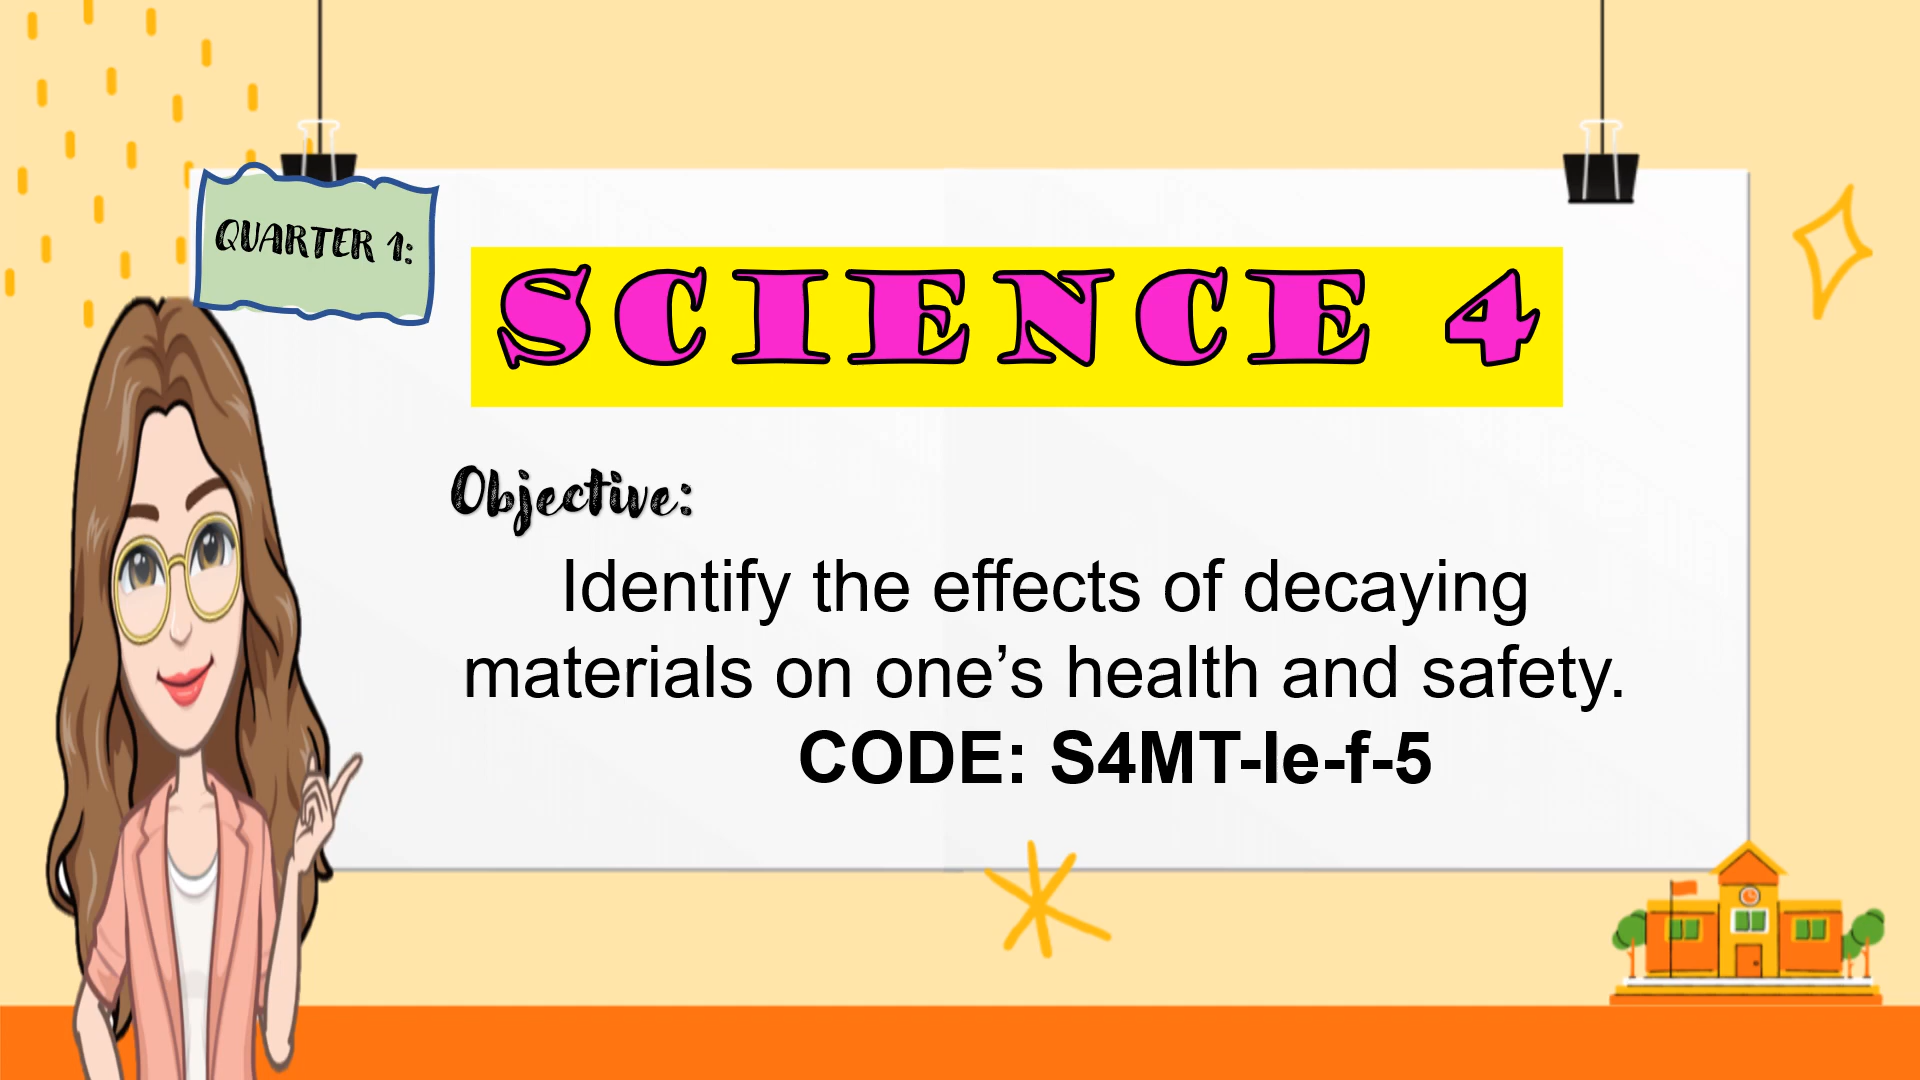 QUARTER 1:
SCIENCE 4
Objective:
Identify the effects of decaying
materials on one’s health and safety.
CODE: S4MT-Ie-f-5